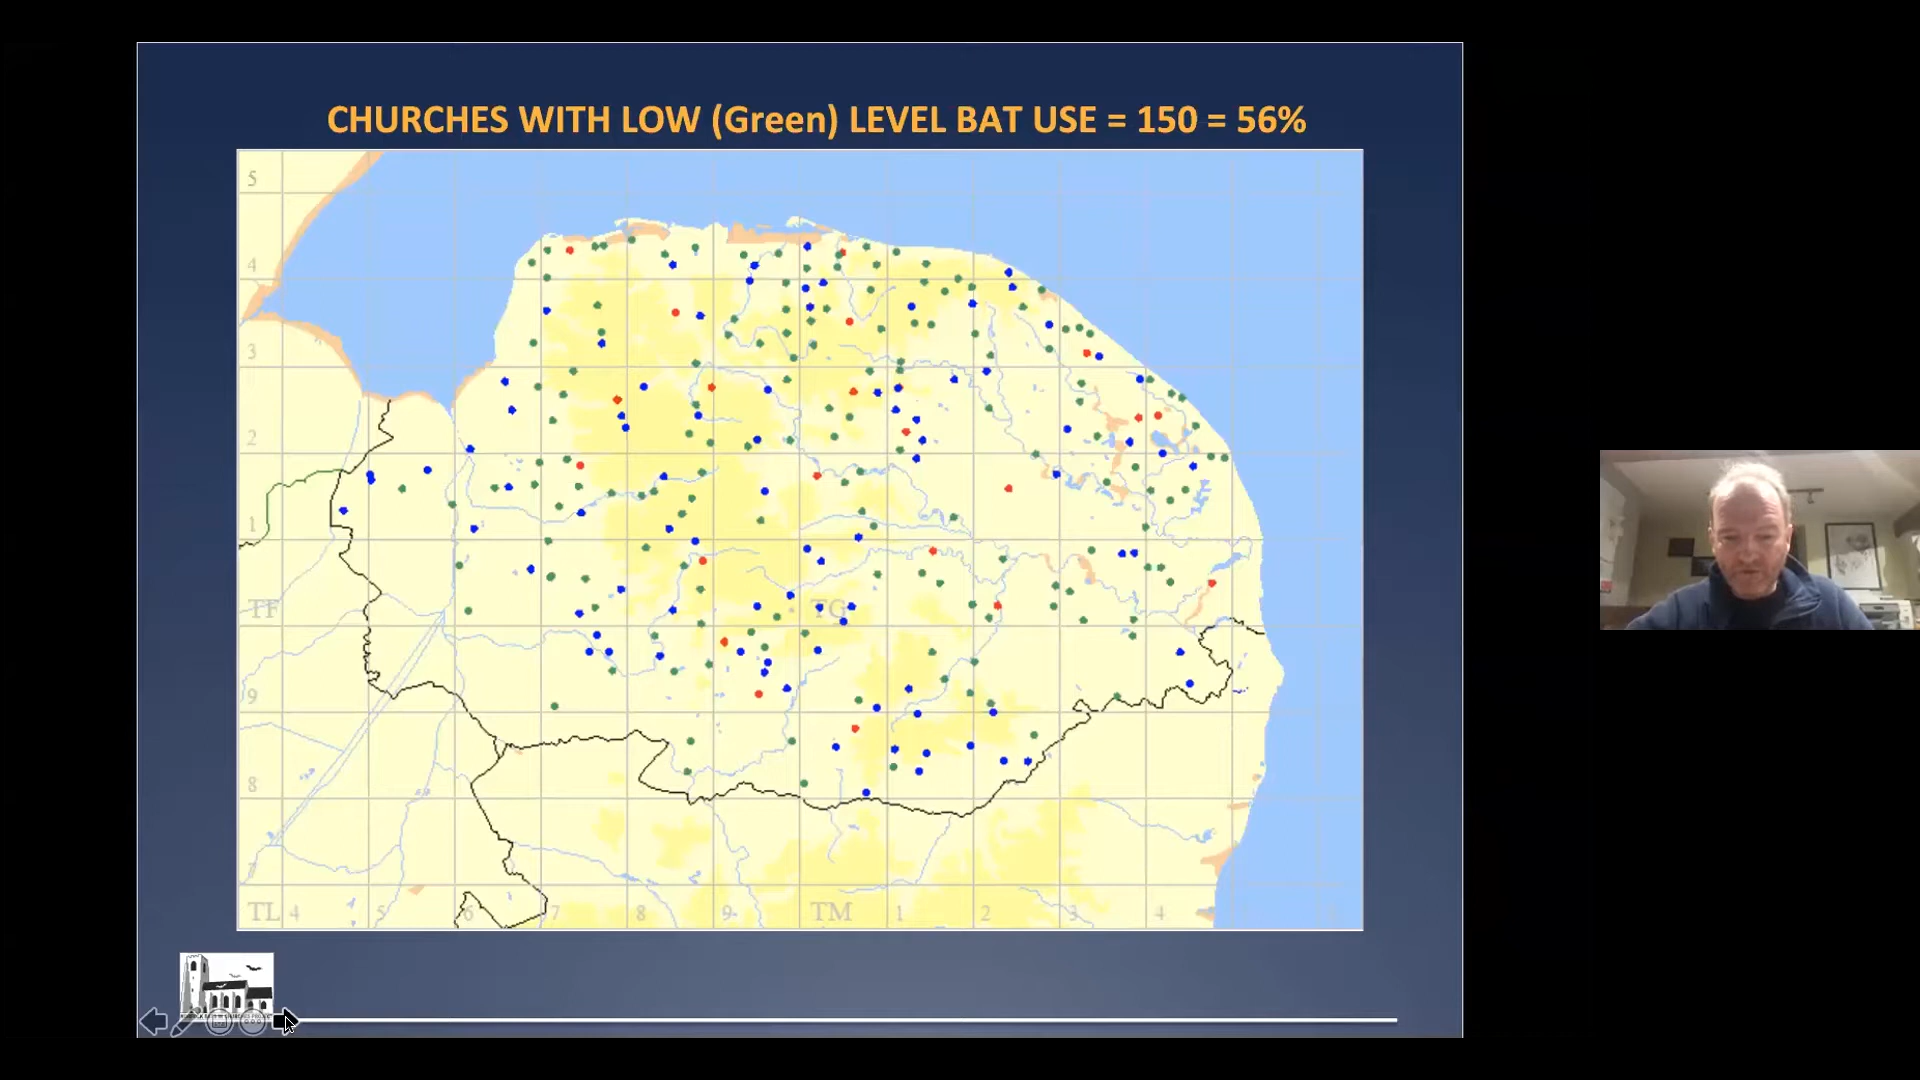 CHURCHES WITH LOW (Green) LEVEL BAT USE = 150 = 56%
5
4
3
2
1
TF
TG
9
8
7
TL 4 5 6 7 8 9 TM 1 2 3 4